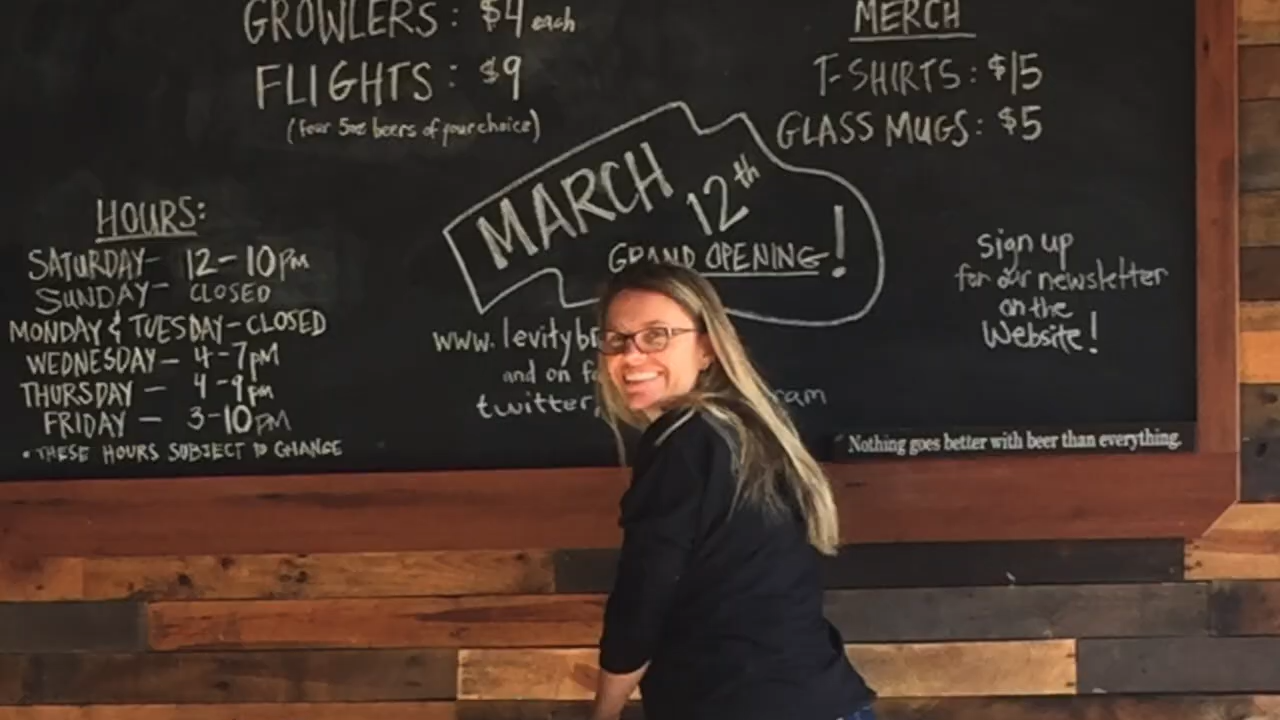 GROWLERS: $4 each
FLIGHTS: $9
(four 5oz beers of your choice)
MERCH
T-SHIRTS: $15
GLASS MUGS: $5
MARCH 12th
GRAND OPENING!
HOURS:
SATURDAY- 12-10PM
SUNDAY- CLOSED
MONDAY & TUESDAY-CLOSED
WEDNESDAY- 4-7PM
THURSDAY - 4-9pm
FRIDAY - 3-10PM
• THESE HOURS SUBJECT TO CHANGE
www.levityb
and on
twitter,
sign up
for our newsletter
on the
Website!
Nothing goes better with beer than everything.